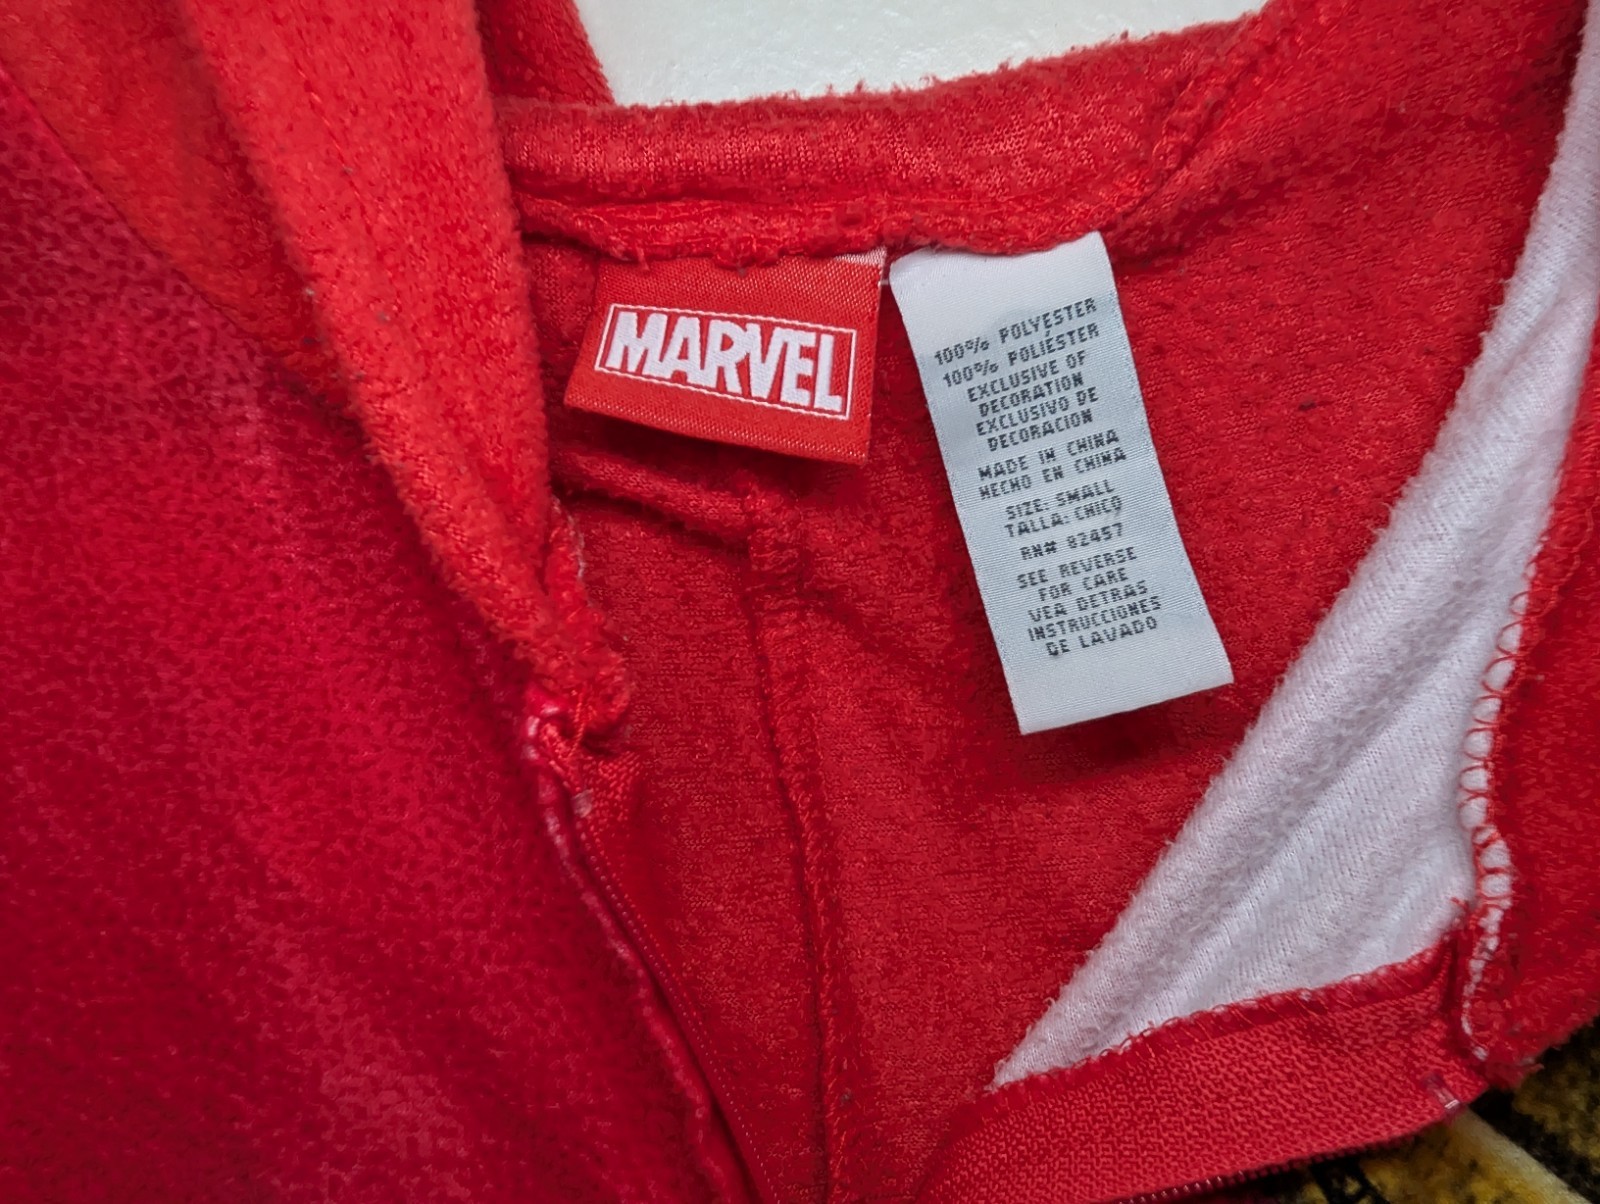 MARVEL
100% POLYESTER
100% POLIÉSTER
EXCLUSIVE OF
DECORATION
EXCLUSIVO DE
DECORACION
MADE IN CHINA
HECHO EN CHINA
SIZE: SMALL
TALLA: CHICO
RN# 82457
SEE REVERSE
FOR CARE
VEA DETRAS
INSTRUCCIONES
DE LAVADO